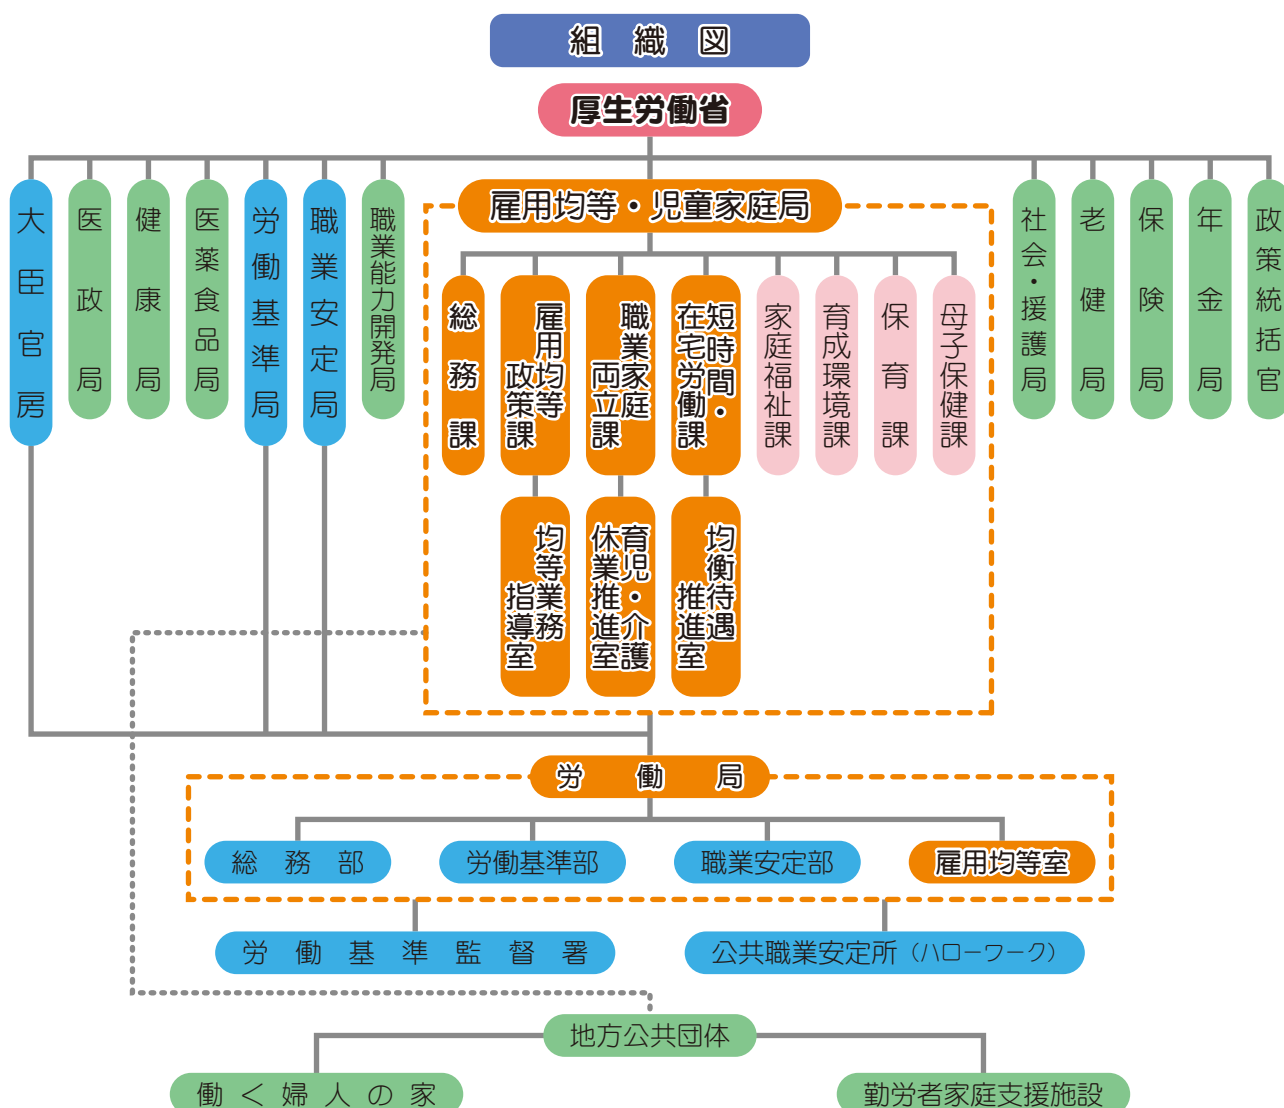 組織図
厚生労働省
大臣官房
医政局
健康局
医薬食品局
労働基準局
職業安定局
職業能力開発局
雇用均等・児童家庭局
社会・援護局
老健局
保険局
年金局
政策統括官
総務課
雇用均等
政策課
職業家庭
両立課
短時間・
在宅労働課
家庭福祉課
育成環境課
保育課
母子保健課
均等業務
指導室
育児・介護
休業推進室
均衡待遇
推進室
労働局
総務部
労働基準部
職業安定部
雇用均等室
労働基準監督署
公共職業安定所（ハローワーク）
地方公共団体
働く婦人の家
勤労者家庭支援施設